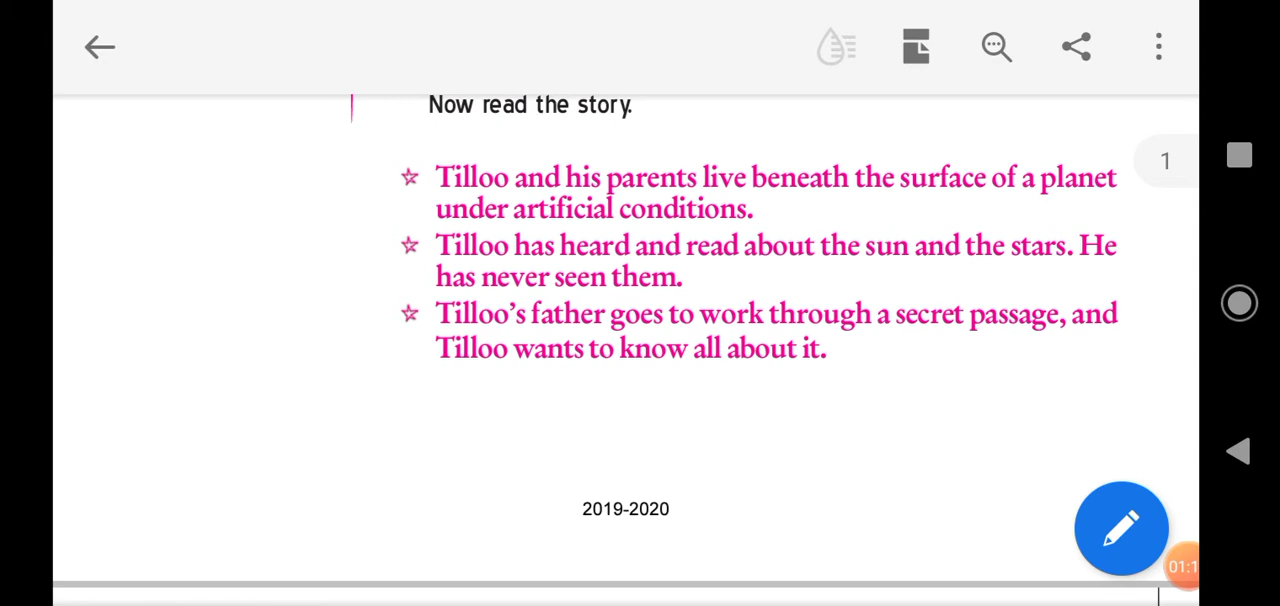 Now read the story.
1
☆ Tilloo and his parents live beneath the surface of a planet
under artificial conditions.
☆ Tilloo has heard and read about the sun and the stars. He
has never seen them.
☆ Tilloo's father goes to work through a secret passage, and
Tilloo wants to know all about it.
2019-2020